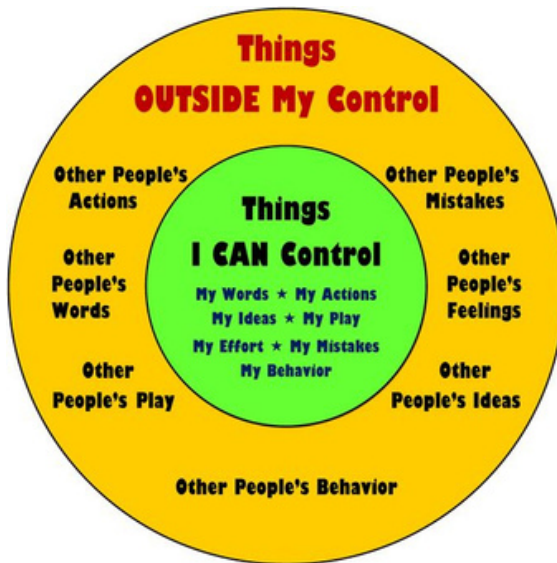 Things
OUTSIDE My Control
Other People's
Actions
Other People's
Mistakes
Other
People's
Words
Other
People's
Feelings
Other
People's Play
Other
People's Ideas
Other People's Behavior
Things
I CAN Control
My Words ★ My Actions
My Ideas ★ My Play
My Effort ★ My Mistakes
My Behavior